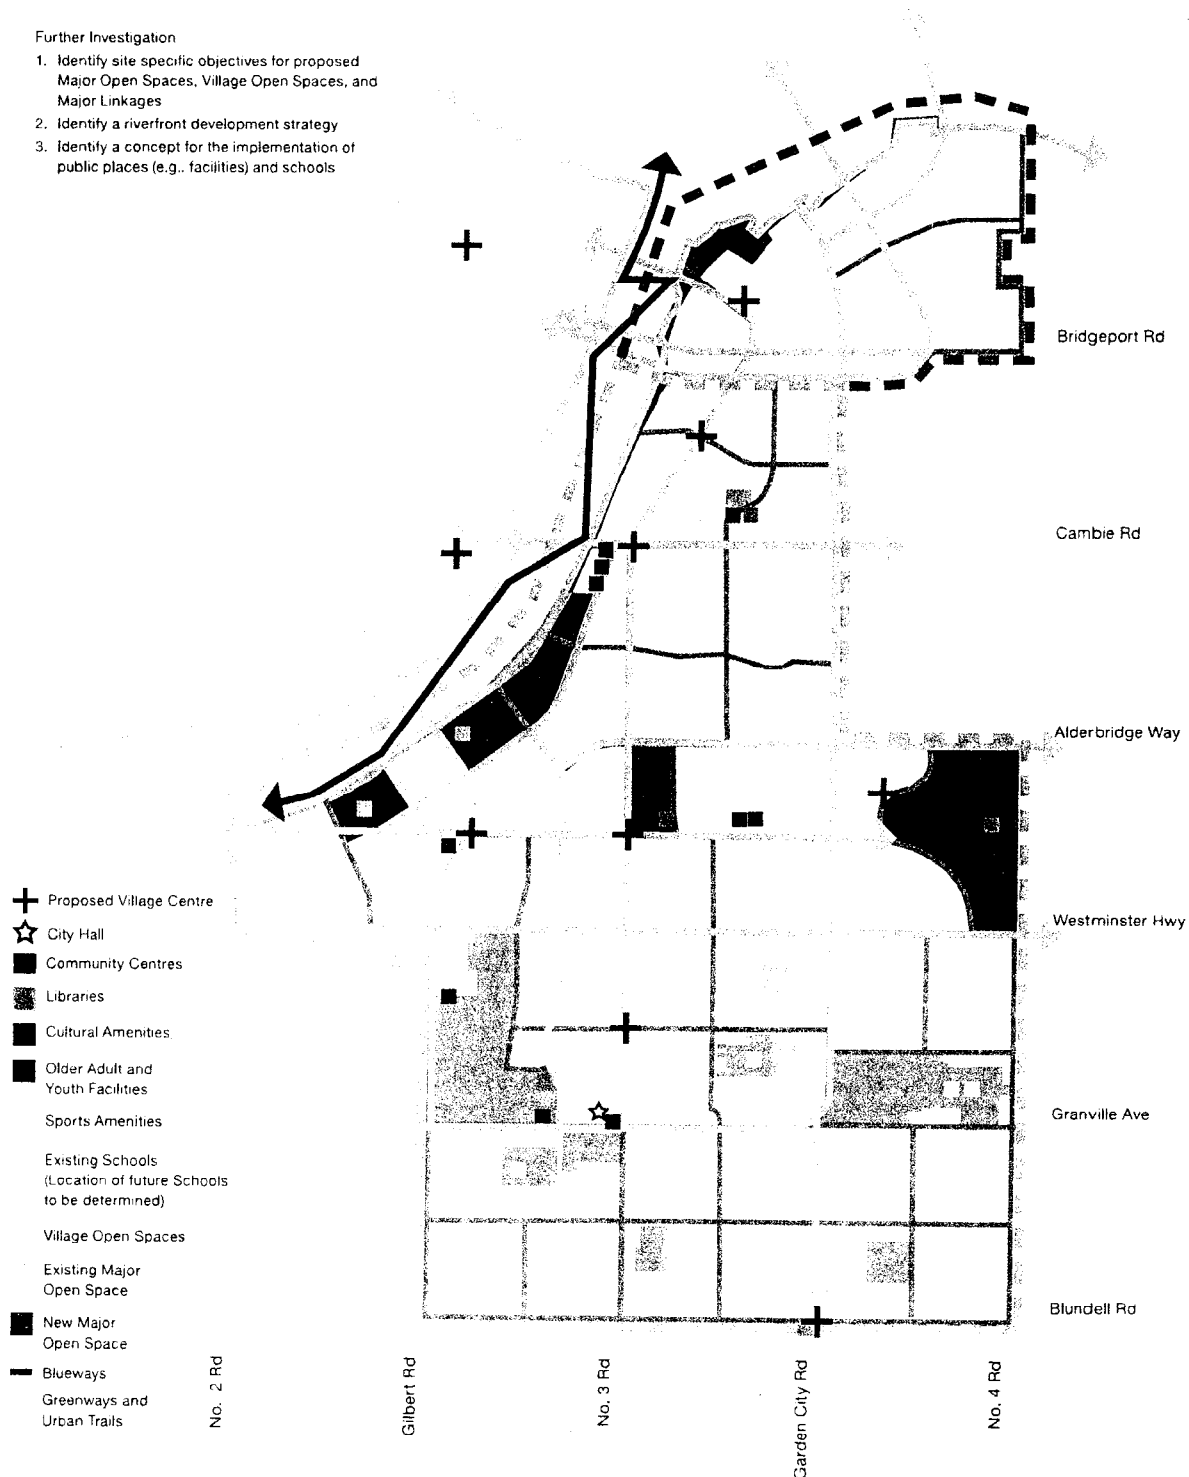 Further Investigation
1. Identify site specific objectives for proposed
Major Open Spaces, Village Open Spaces, and
Major Linkages
2. Identify a riverfront development strategy
3. Identify a concept for the implementation of
public places (e.g.. facilities) and schools
Bridgeport Rd
Cambie Rd
Alderbridge Way
Westminster Hwy
Granville Ave
Blundell Rd
Proposed Village Centre
City Hall
Community Centres
Libraries
Cultural Amenities
Older Adult and
Youth Facilities
Sports Amenities
Existing Schools
(Location of future Schools
to be determined)
Village Open Spaces
Existing Major
Open Space
New Major
Open Space
Blueways
Greenways and
Urban Trails
No. 2 Rd
Gilbert Rd
No. 3 Rd
Garden City Rd
No. 4 Rd